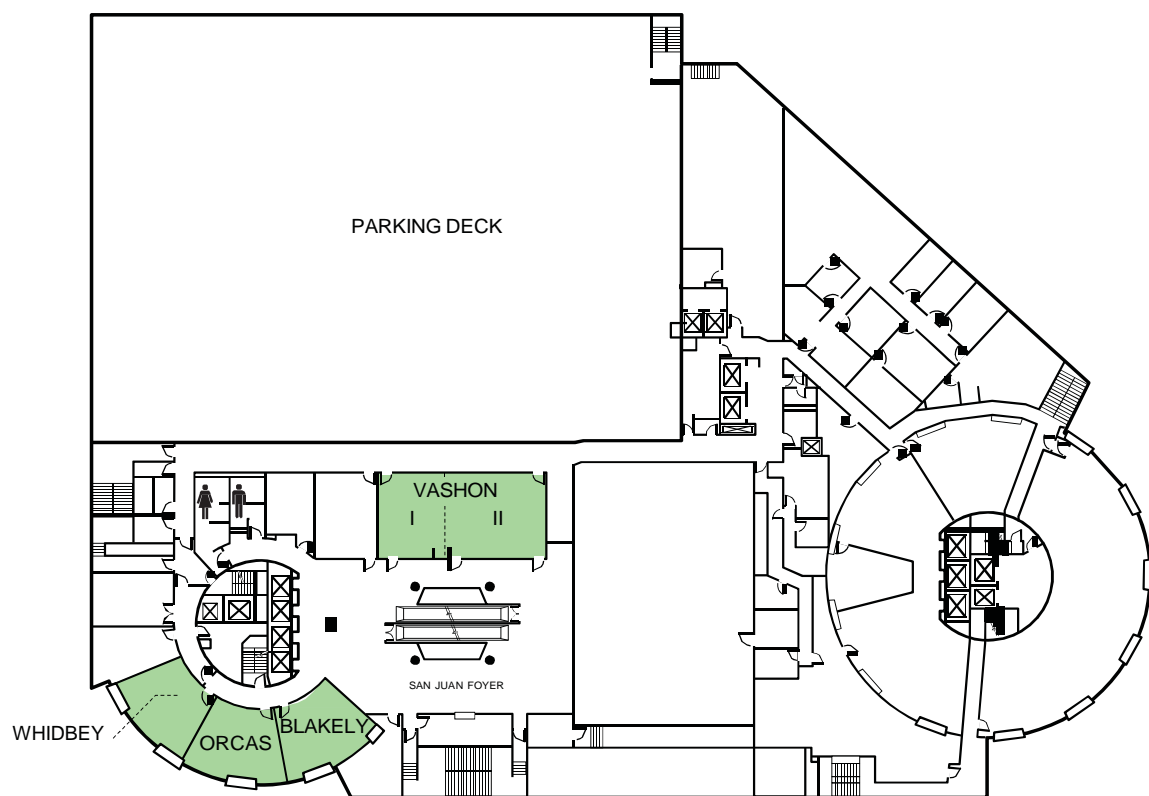 PARKING DECK
VASHON
I II
SAN JUAN FOYER
WHIDBEY
ORCAS
BLAKELY